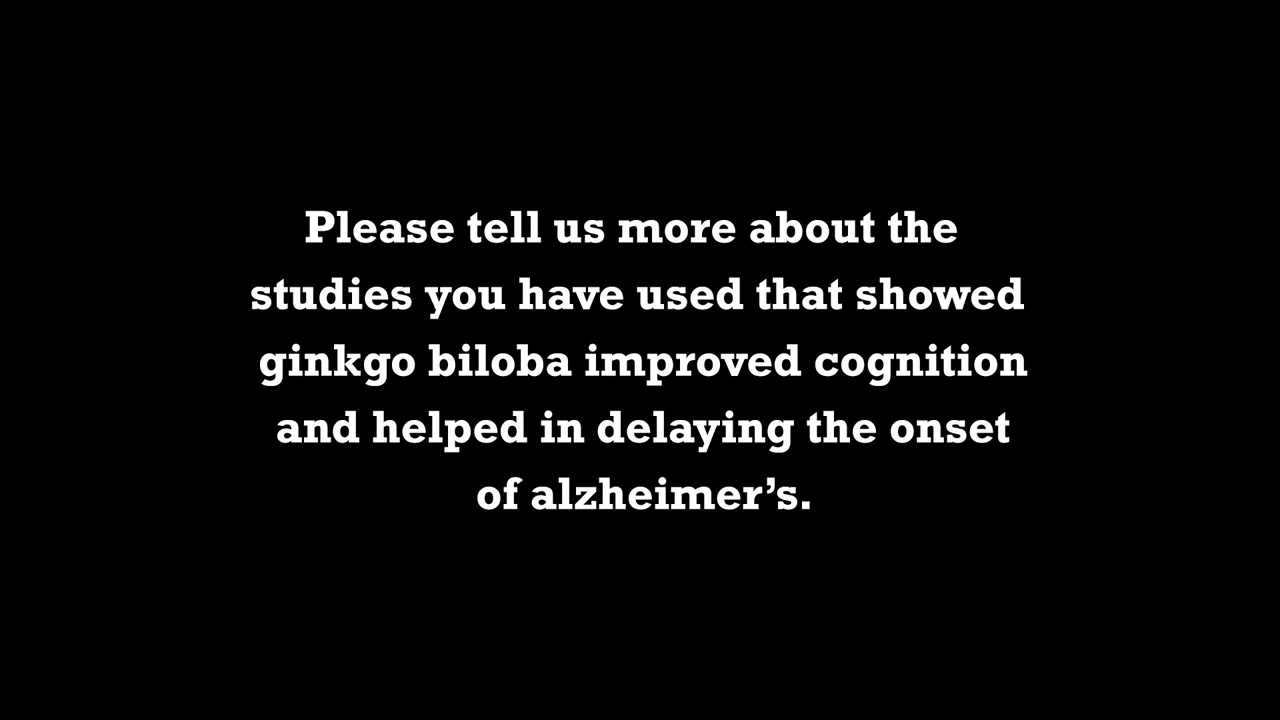 Please tell us more about the
studies you have used that showed
ginkgo biloba improved cognition
and helped in delaying the onset
of alzheimer’s.